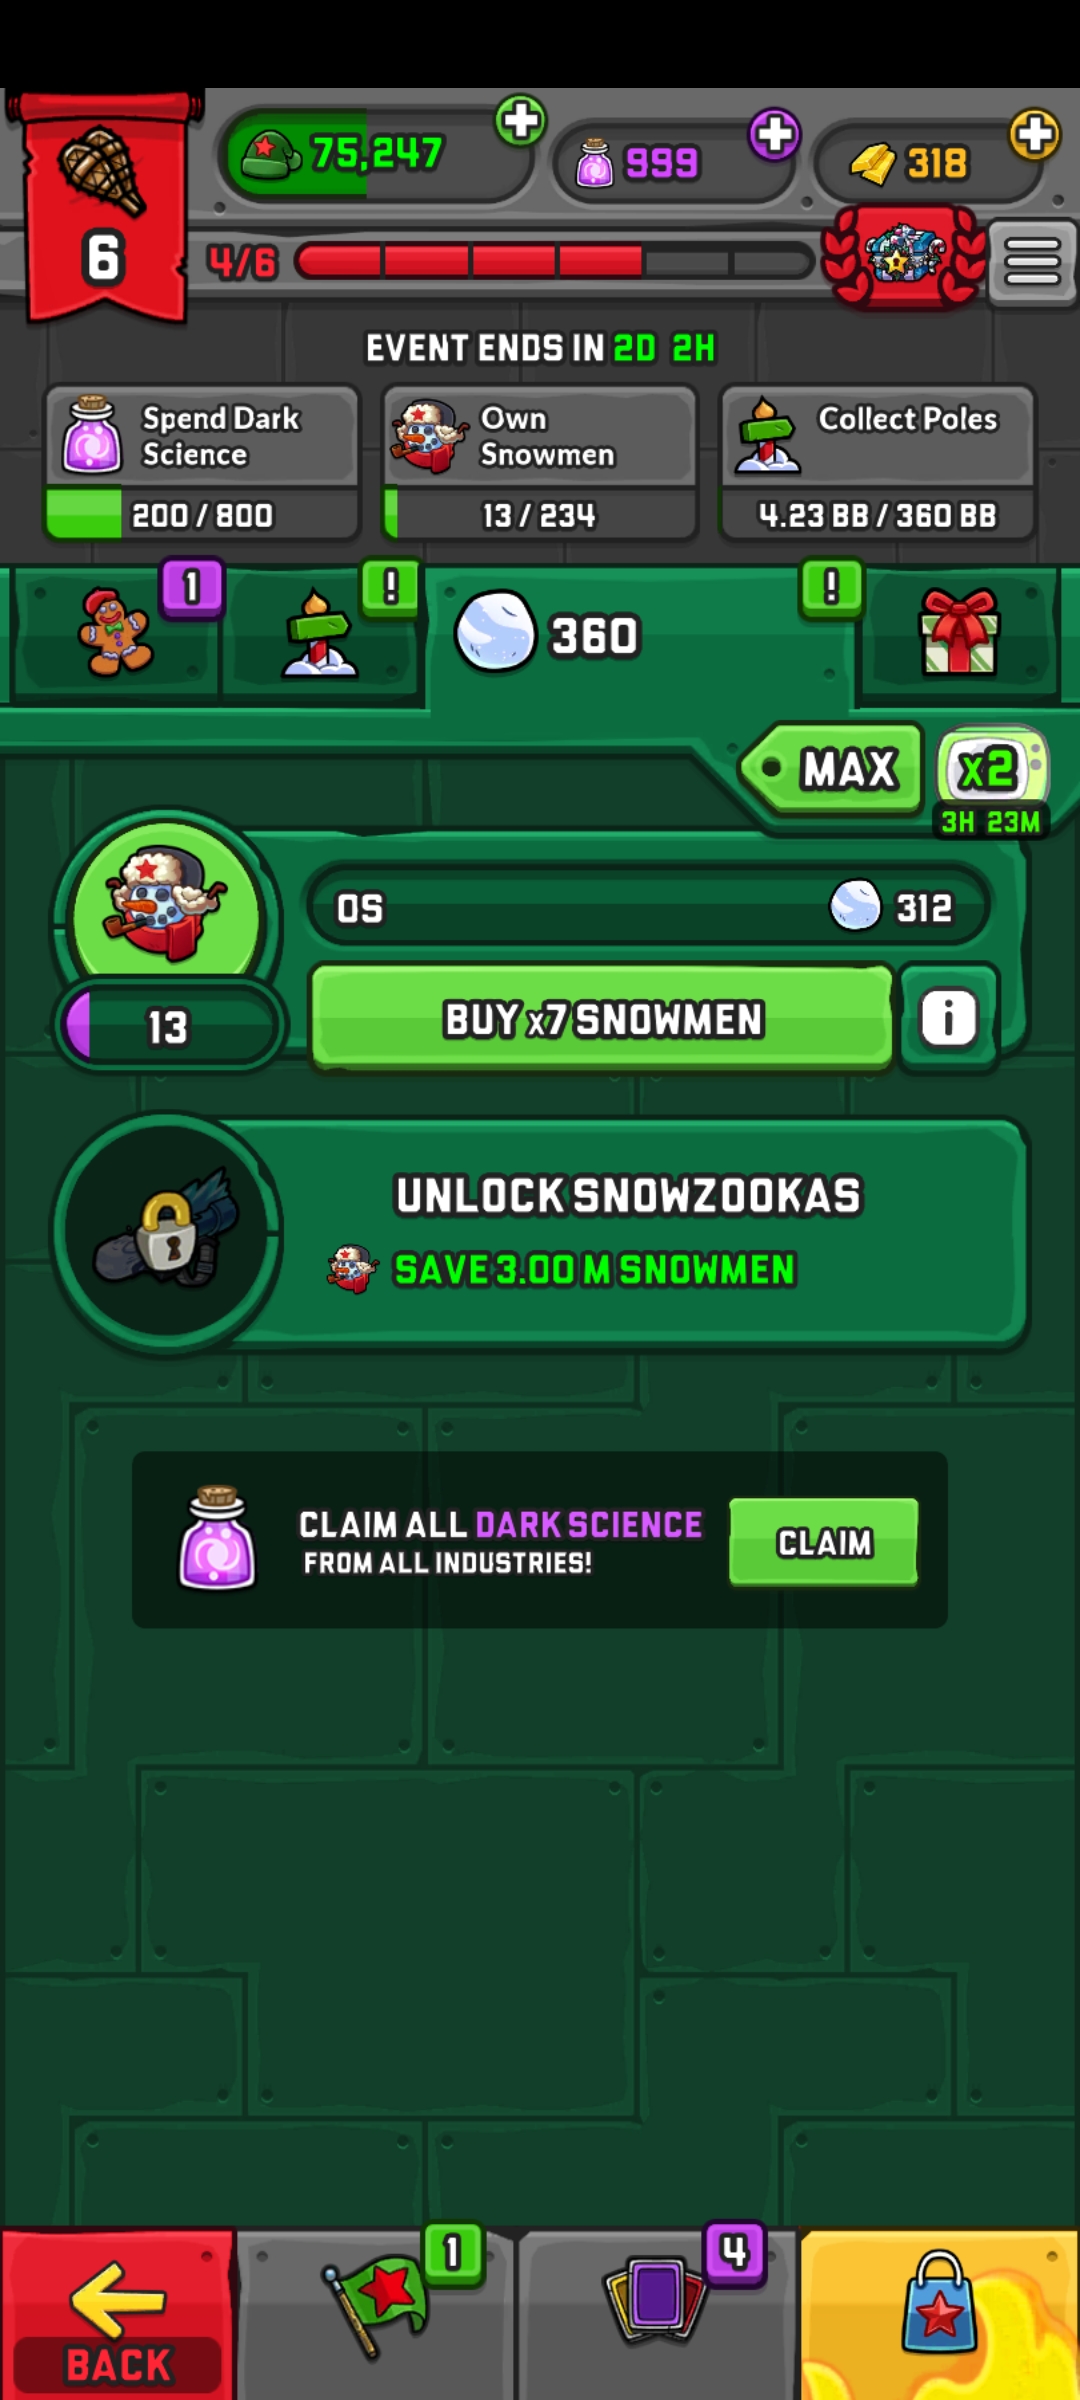 75,247
999
318
6
4/6
EVENT ENDS IN 2D 2H
Spend Dark
Science
200 / 800
Own
Snowmen
13 / 234
Collect Poles
4.23 BB / 360 BB
1
!
360
!
MAX
x2
3H 23M
0S
312
13
BUY x7 SNOWMEN
i
UNLOCK SNOWZOOKAS
SAVE 3.00 M SNOWMEN
CLAIM ALL DARK SCIENCE
FROM ALL INDUSTRIES!
CLAIM
1
4
BACK